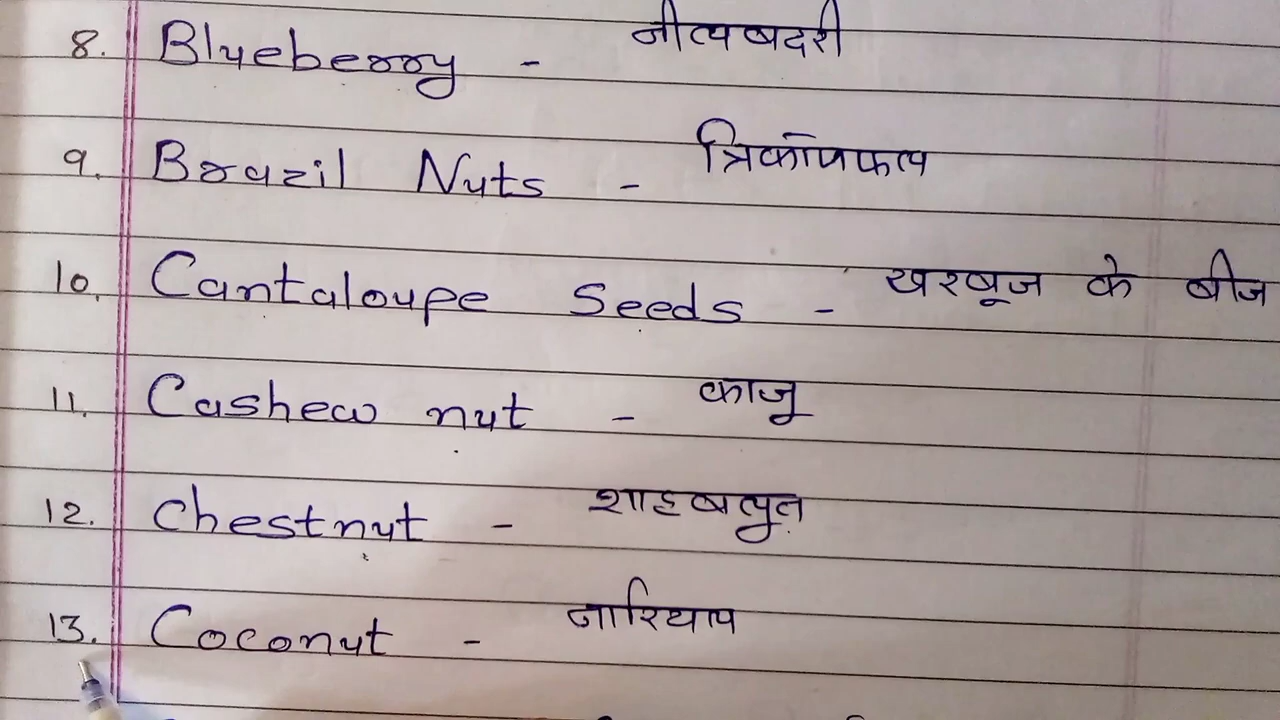 8. Blueberry - नीलबदरी
9. Brazil Nuts - त्रिकोणफल
10. Cantaloupe Seeds - खरबूज के बीज
11. Cashew nut - काजू
12. Chestnut - शाहबलुत
13. Coconut - नारियाल